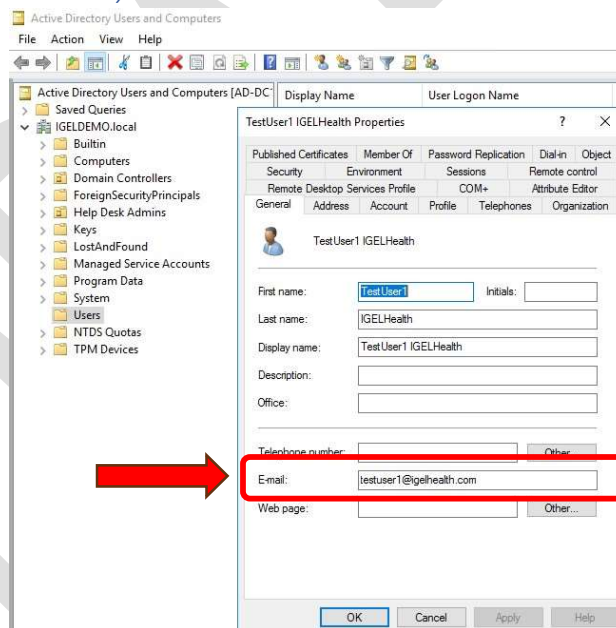 Active Directory Users and Computers
File Action View Help
Active Directory Users and Computers [AD-DC
Display Name User Logon Name
Saved Queries
IGELDEMO.local
Builtin
Computers
Domain Controllers
ForeignSecurityPrincipals
Help Desk Admins
Keys
LostAndFound
Managed Service Accounts
Program Data
System
Users
NTDS Quotas
TPM Devices
TestUser1 IGELHealth Properties ? X
Published Certificates Member Of Password Replication Dial-in Object
Security Environment Sessions Remote control
Remote Desktop Services Profile COM+ Attribute Editor
General Address Account Profile Telephones Organization
TestUser1 IGELHealth
First name: TestUser1 Initials:
Last name: IGELHealth
Display name: TestUser1 IGELHealth
Description:
Office:
Telephone number: Other...
E-mail: testuser1@igelhealth.com
Web page: Other...
OK Cancel Apply Help